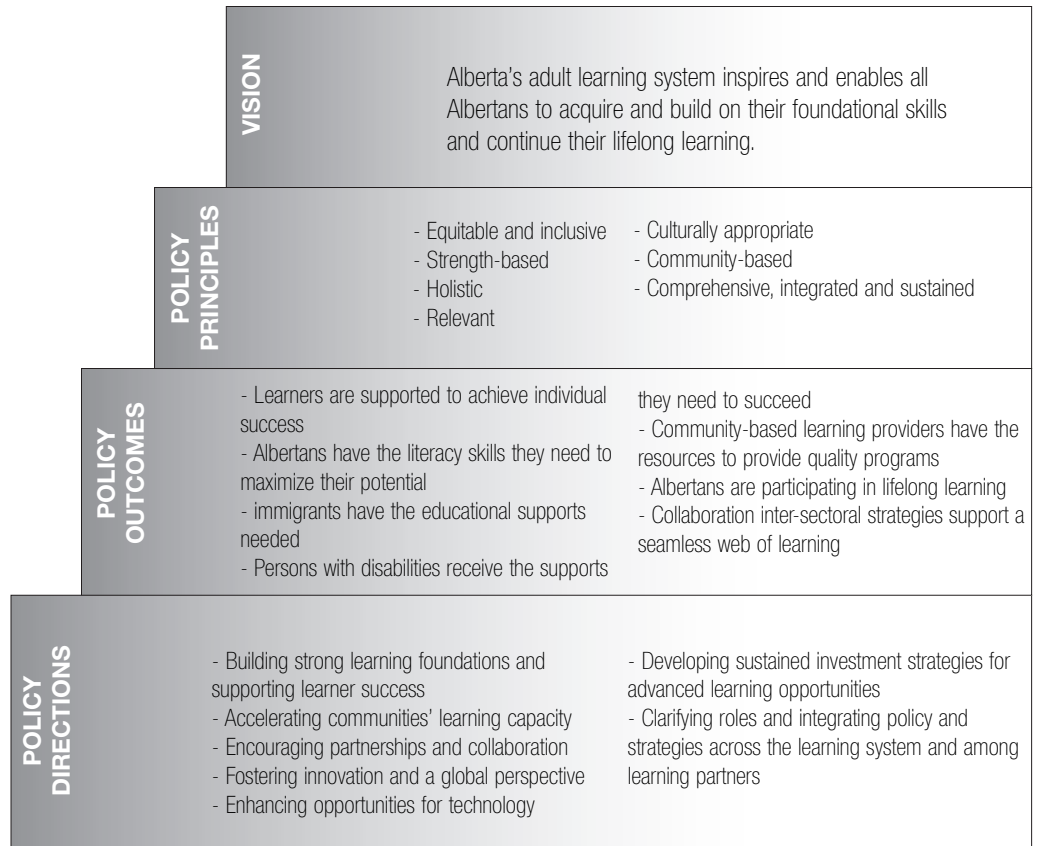 VISION
Alberta's adult learning system inspires and enables all
Albertans to acquire and build on their foundational skills
and continue their lifelong learning.
POLICY
PRINCIPLES
- Equitable and inclusive
- Strength-based
- Holistic
- Relevant
- Culturally appropriate
- Community-based
- Comprehensive, integrated and sustained
POLICY
OUTCOMES
- Learners are supported to achieve individual
success
- Albertans have the literacy skills they need to
maximize their potential
- immigrants have the educational supports
needed
- Persons with disabilities receive the supports
they need to succeed
- Community-based learning providers have the
resources to provide quality programs
- Albertans are participating in lifelong learning
- Collaboration inter-sectoral strategies support a
seamless web of learning
POLICY
DIRECTIONS
- Building strong learning foundations and
supporting learner success
- Accelerating communities' learning capacity
- Encouraging partnerships and collaboration
- Fostering innovation and a global perspective
- Enhancing opportunities for technology
- Developing sustained investment strategies for
advanced learning opportunities
- Clarifying roles and integrating policy and
strategies across the learning system and among
learning partners